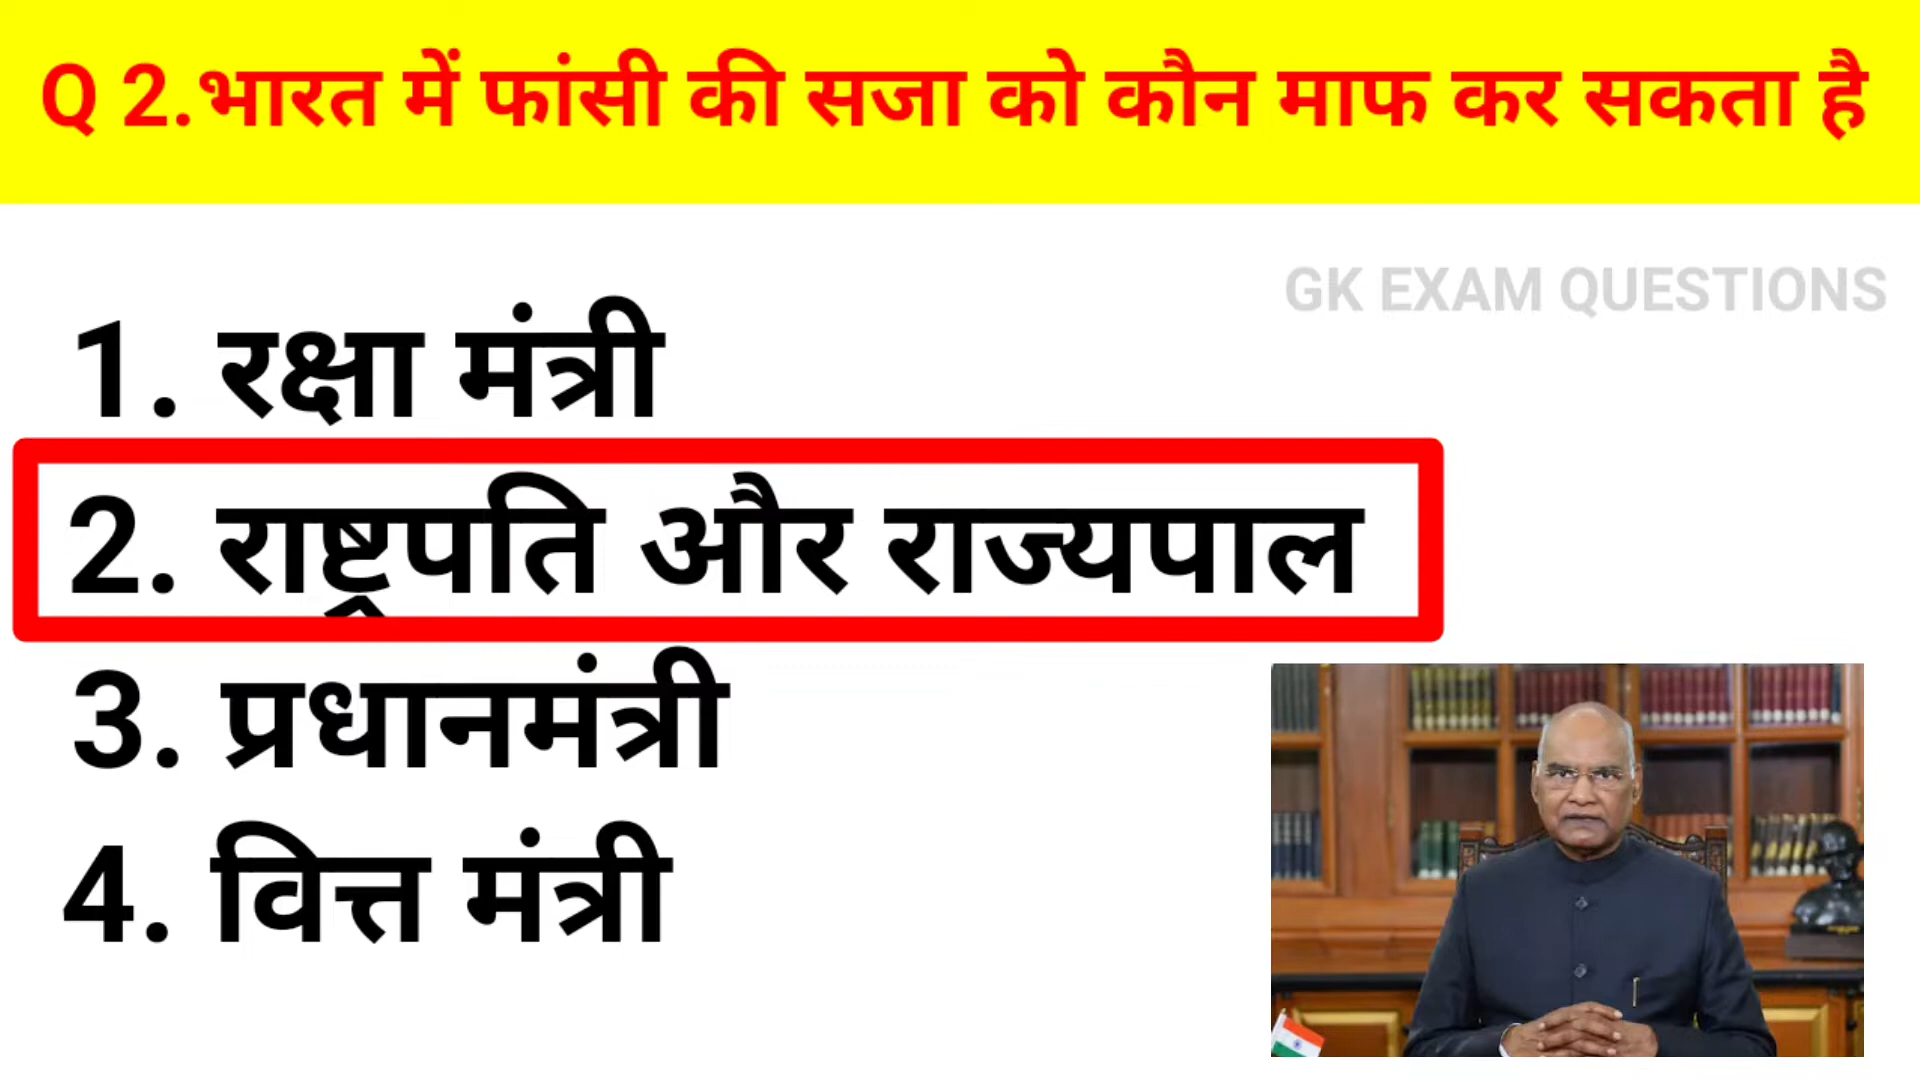 Q 2.भारत में फांसी की सजा को कौन माफ कर सकता है
GK EXAM QUESTIONS
1. रक्षा मंत्री
2. राष्ट्रपति और राज्यपाल
3. प्रधानमंत्री
4. वित्त मंत्री